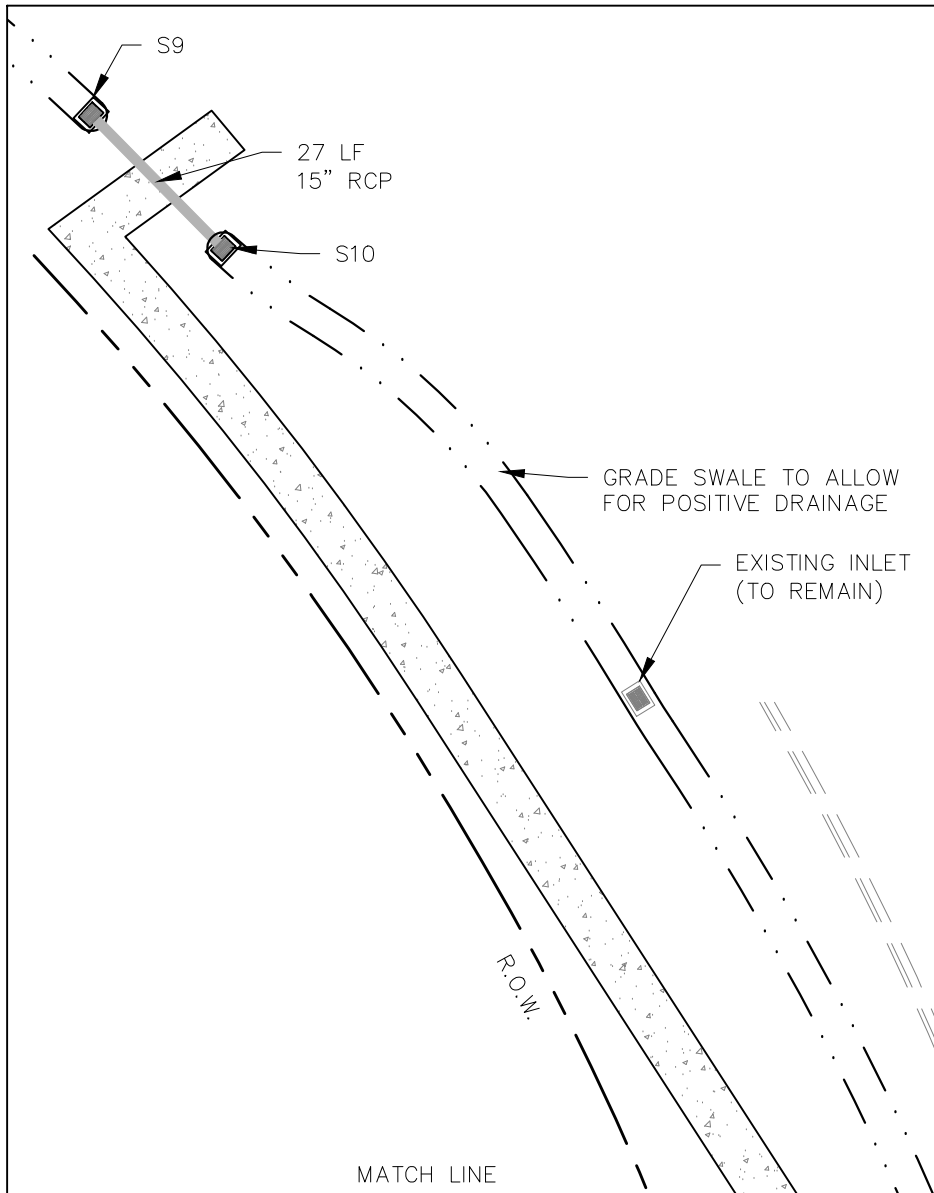 S9
27 LF
15” RCP
S10
GRADE SWALE TO ALLOW
FOR POSITIVE DRAINAGE
EXISTING INLET
(TO REMAIN)
R.O.W.
MATCH LINE